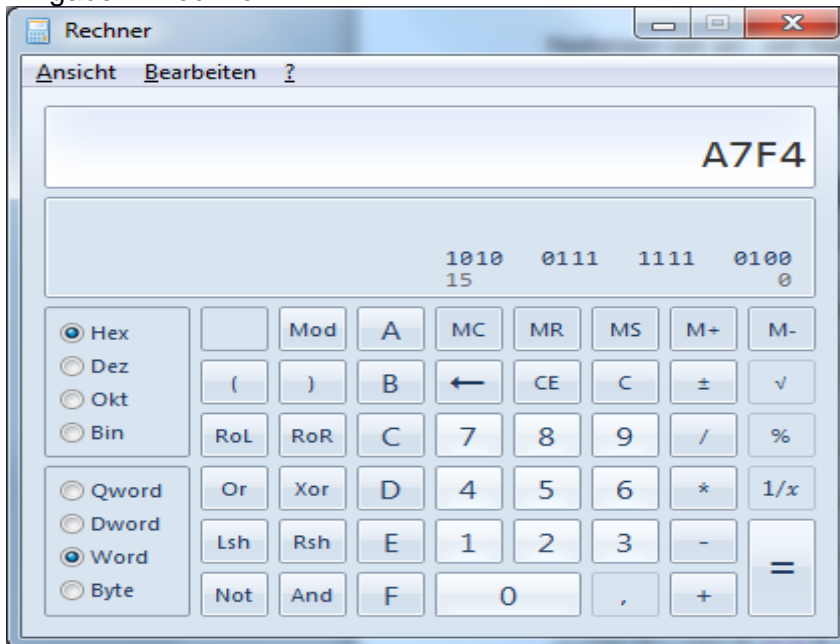 Rechner
Ansicht Bearbeiten ?
A7F4
1010 0111 1111 0100
15 0
Hex Mod A MC MR MS M+ M-
Dez ( ) B ← CE C ± √
Okt
Bin RoL RoR C 7 8 9 / %
Qword Or Xor D 4 5 6 * 1/x
Dword
Word Lsh Rsh E 1 2 3 - =
Byte Not And F 0 , +